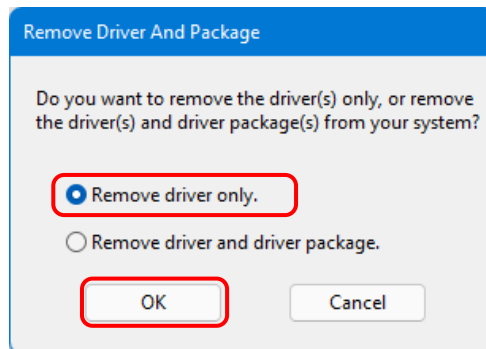 Remove Driver And Package
Do you want to remove the driver(s) only, or remove
the driver(s) and driver package(s) from your system?
Remove driver only.
Remove driver and driver package.
OK Cancel